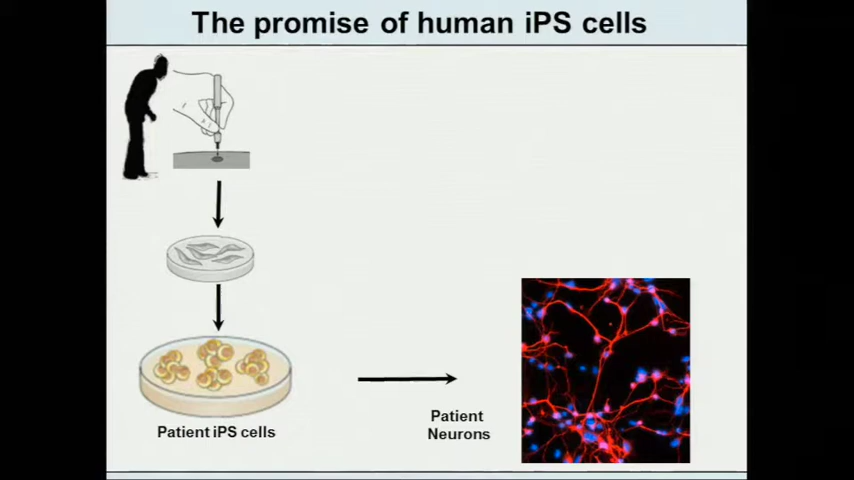 The promise of human iPS cells
Patient iPS cells
Patient
Neurons